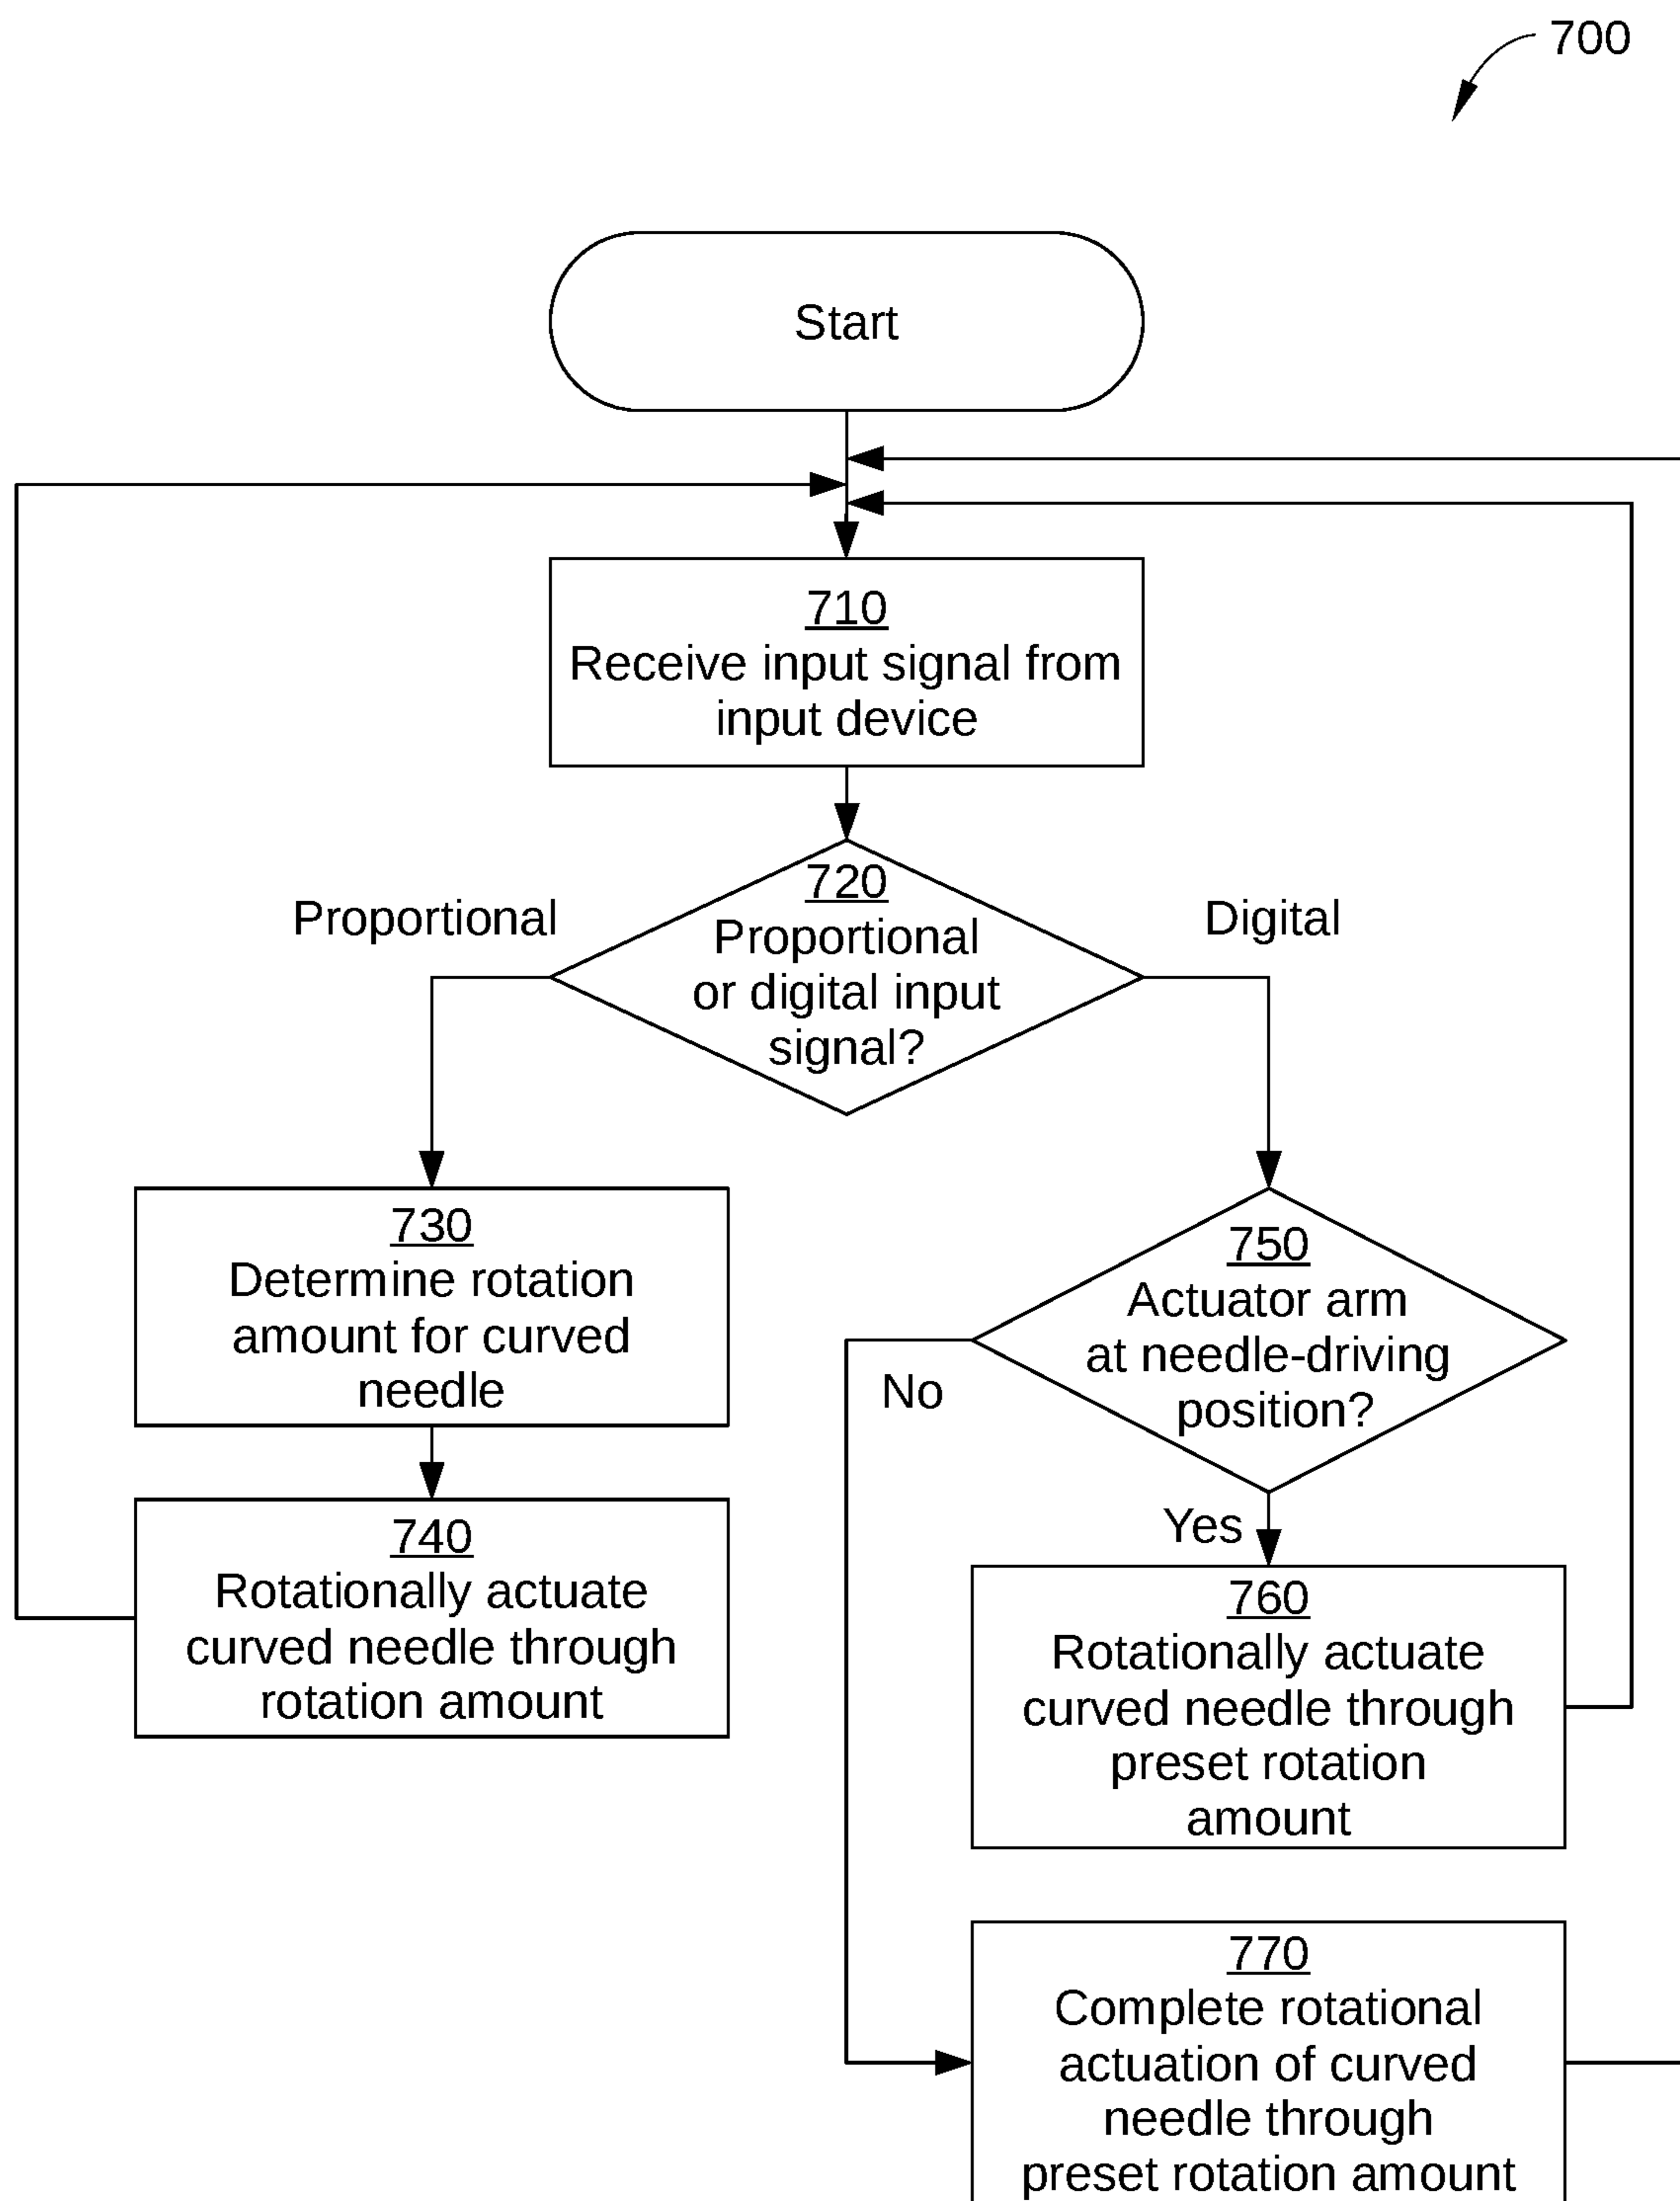 700
Start
710
Receive input signal from
input device
720
Proportional
or digital input
signal?
Proportional
Digital
730
Determine rotation
amount for curved
needle
740
Rotationally actuate
curved needle through
rotation amount
750
Actuator arm
at needle-driving
position?
No
Yes
760
Rotationally actuate
curved needle through
preset rotation
amount
770
Complete rotational
actuation of curved
needle through
preset rotation amount